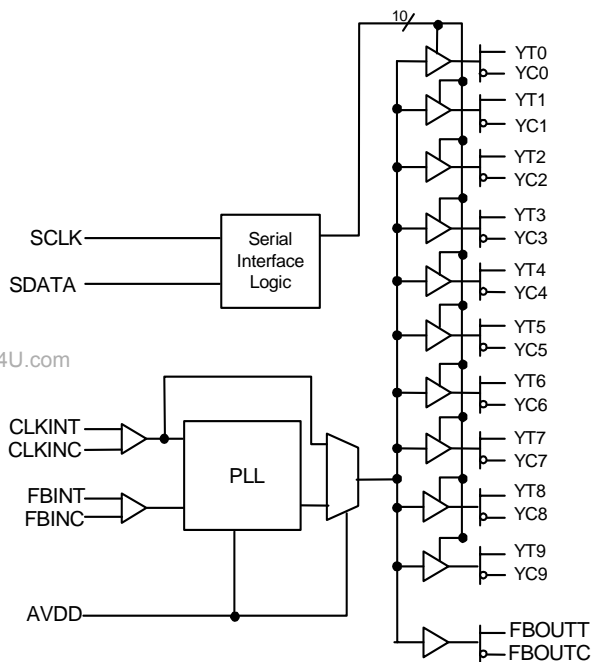 10
YT0
YC0
YT1
YC1
YT2
YC2
YT3
YC3
YT4
YC4
YT5
YC5
YT6
YC6
YT7
YC7
YT8
YC8
YT9
YC9
FBOUTT
FBOUTC
SCLK
SDATA
Serial
Interface
Logic
4U.com
CLKINT
CLKINC
PLL
FBINT
FBINC
AVDD